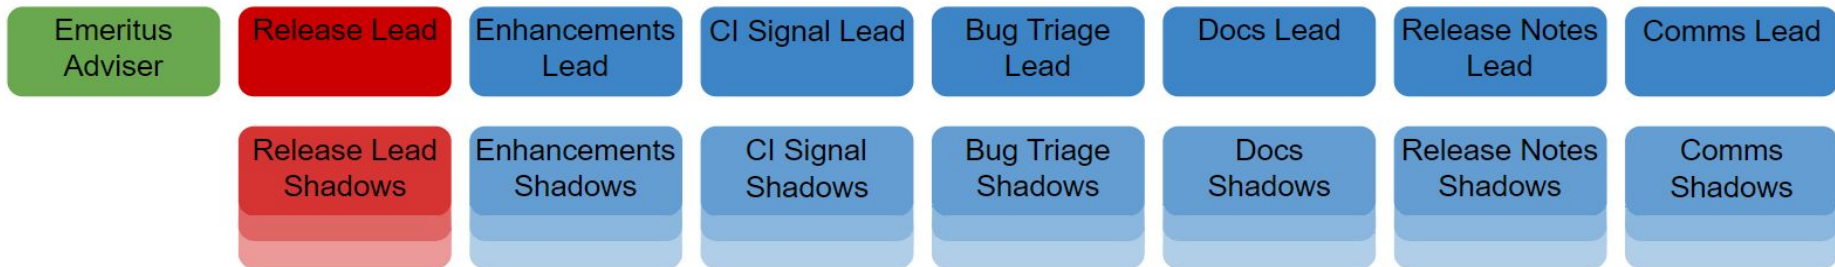 Emeritus
Adviser
Release Lead
Enhancements
Lead
CI Signal Lead
Bug Triage
Lead
Docs Lead
Release Notes
Lead
Comms Lead
Release Lead
Shadows
Enhancements
Shadows
CI Signal
Shadows
Bug Triage
Shadows
Docs
Shadows
Release Notes
Shadows
Comms
Shadows